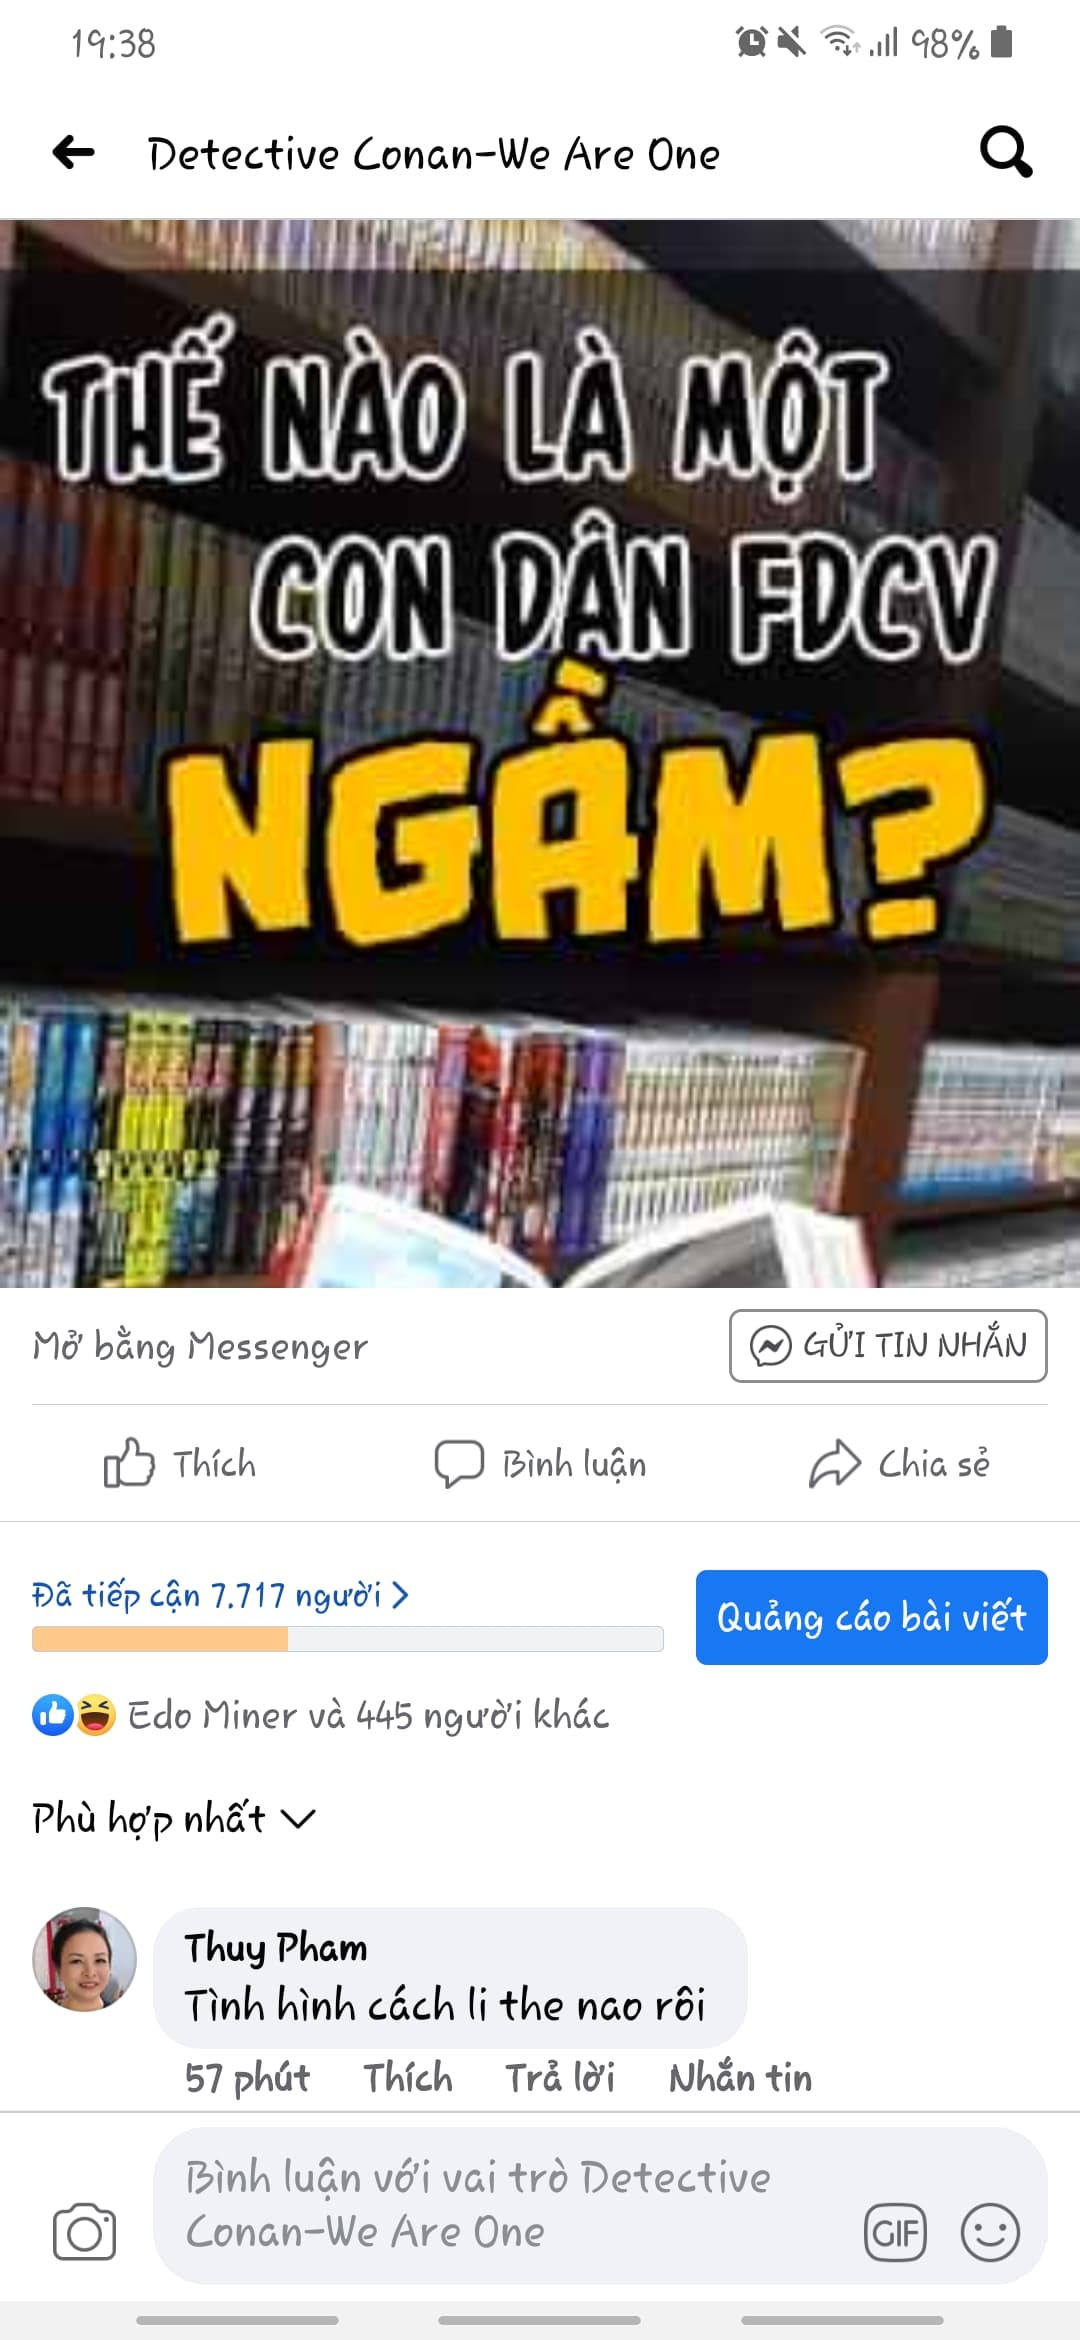 19:38
98%
Detective Conan-We Are One
THẾ NÀO LÀ MỘT
CON DÂN FDCV
NGẦM?
Mở bằng Messenger
GỬI TIN NHẮN
Thích
Bình luận
Chia sẻ
Đã tiếp cận 7.717 người
Quảng cáo bài viết
Edo Miner và 445 người khác
Phù hợp nhất
Thuy Pham
Tình hình cách li the nao rôi
57 phút
Thích
Trả lời
Nhắn tin
Bình luận với vai trò Detective
Conan-We Are One
GIF